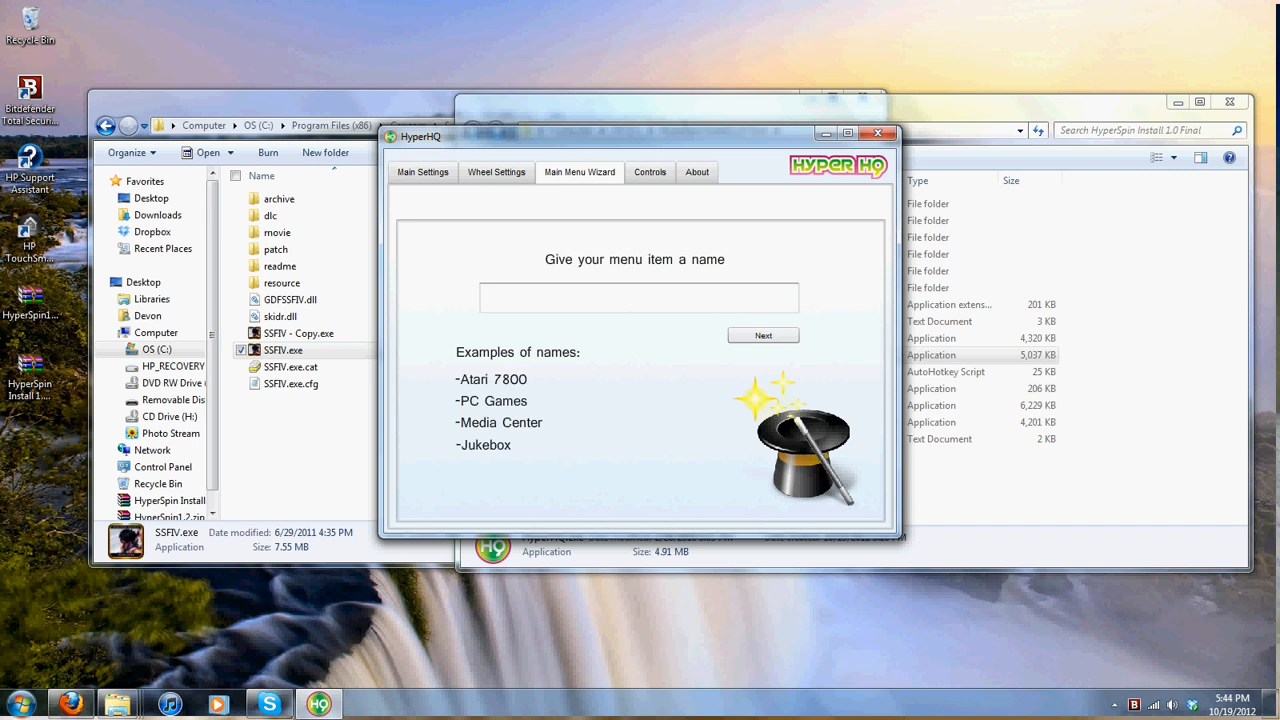 Recycle Bin
Bitdefender
Total Securi...
HP Support
Assistant
HP
TouchSm...
HyperSpin1...
HyperSpin
Install 1....
Computer
OS (C:)
Program Files (x86)
Organize
Open
Burn
New folder
Name
Favorites
Desktop
Downloads
Dropbox
Recent Places
Desktop
Libraries
Devon
Computer
OS (C:)
HP_RECOVERY
DVD RW Drive (
Removable Dis
CD Drive (H:)
Photo Stream
Network
Control Panel
Recycle Bin
HyperSpin Install
HyperSpin1.2.zip
archive
dlc
movie
patch
readme
resource
GDFSSFIV.dll
skidr.dll
SSFIV - Copy.exe
SSFIV.exe
SSFIV.exe.cat
SSFIV.exe.cfg
SSFIV.exe
Date modified: 6/29/2011 4:35 PM
Application
Size: 7.55 MB
HyperHQ
HYPER HQ
Main Settings
Wheel Settings
Main Menu Wizard
Controls
About
Give your menu item a name
Next
Examples of names:
-Atari 7800
-PC Games
-Media Center
-Jukebox
Search HyperSpin Install 1.0 Final
Type
Size
File folder
File folder
File folder
File folder
File folder
File folder
Application extens... 201 KB
Text Document 3 KB
Application 4,320 KB
Application 5,037 KB
AutoHotkey Script 25 KB
Application 206 KB
Application 6,229 KB
Application 4,201 KB
Text Document 2 KB
HQ
Application
Size: 4.91 MB
HQ
5:44 PM
10/19/2012